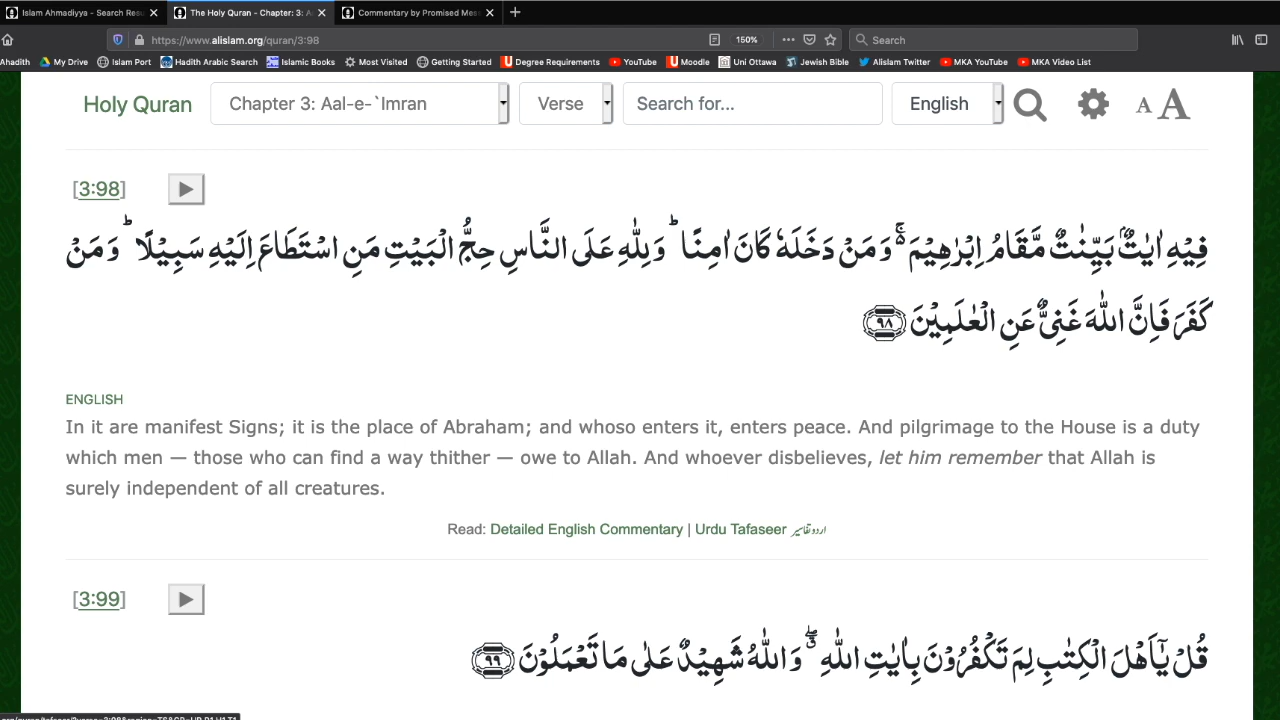 Islam Ahmadiyya - Search Resu
The Holy Quran - Chapter: 3: A
Commentary by Promised Mes
https://www.alislam.org/quran/3:98
150%
Search
Ahadith My Drive Islam Port Hadith Arabic Search Islamic Books Most Visited Getting Started Degree Requirements YouTube Moodle Uni Ottawa Jewish Bible Alislam Twitter MKA YouTube MKA Video List
Holy Quran Chapter 3: Aal-e-`Imran Verse Search for... English A A
[3:98]
فِيْهِ اٰيٰتٌۢ بَيِّنٰتٌ مَّقَامُ اِبْرٰهِيْمَ ۚ۬ وَ مَنْ دَخَلَهٗ كَانَ اٰمِنًا ؕ وَ لِلّٰهِ عَلَى النَّاسِ حِجُّ الْبَيْتِ مَنِ اسْتَطَاعَ اِلَيْهِ سَبِيْلًا ؕ وَ مَنْ
كَفَرَ فَاِنَّ اللّٰهَ غَنِىٌّ عَنِ الْعٰلَمِيْنَ ﴿۹۸﴾
ENGLISH
In it are manifest Signs; it is the place of Abraham; and whoso enters it, enters peace. And pilgrimage to the House is a duty
which men — those who can find a way thither — owe to Allah. And whoever disbelieves, let him remember that Allah is
surely independent of all creatures.
Read: Detailed English Commentary | Urdu Tafaseer اردو تفاسیر
[3:99]
قُلْ يٰۤاَهْلَ الْكِتٰبِ لِمَ تَكْفُرُوْنَ بِاٰيٰتِ اللّٰهِ ۖۗ وَ اللّٰهُ شَهِيْدٌ عَلٰى مَا تَعْمَلُوْنَ ﴿۹۹﴾